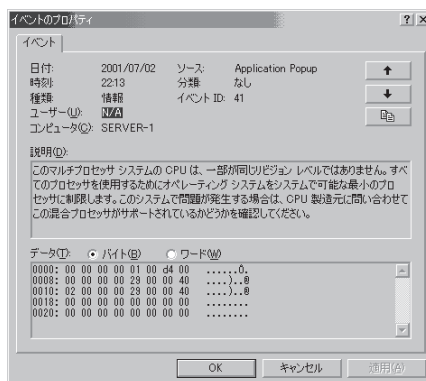 イベントのプロパティ
イベント
日付: 2001/07/02 ソース: Application Popup
時刻: 22:13 分類: なし
種類: 情報 イベント ID: 41
ユーザー(U): N/A
コンピュータ(C): SERVER-1
説明(D):
このマルチプロセッサ システムの CPU は、一部が同じリビジョン レベルではありません。すべ
てのプロセッサを使用するためにオペレーティング システムをシステムで可能な最小のプロ
セッサに制限します。このシステムで問題が発生する場合は、CPU 製造元に問い合わせて
この混合プロセッサがサポートされているかどうかを確認してください。
データ(T): バイト(B) ワード(W)
0000: 00 00 00 00 01 00 d4 00 ......Ô.
0008: 00 00 00 00 29 00 00 40 ....)..@
0010: 02 00 00 00 29 00 00 40 ....)..@
0018: 00 00 00 00 00 00 00 00 ........
0020: 00 00 00 00 00 00 00 00 ........
OK キャンセル 適用(A)